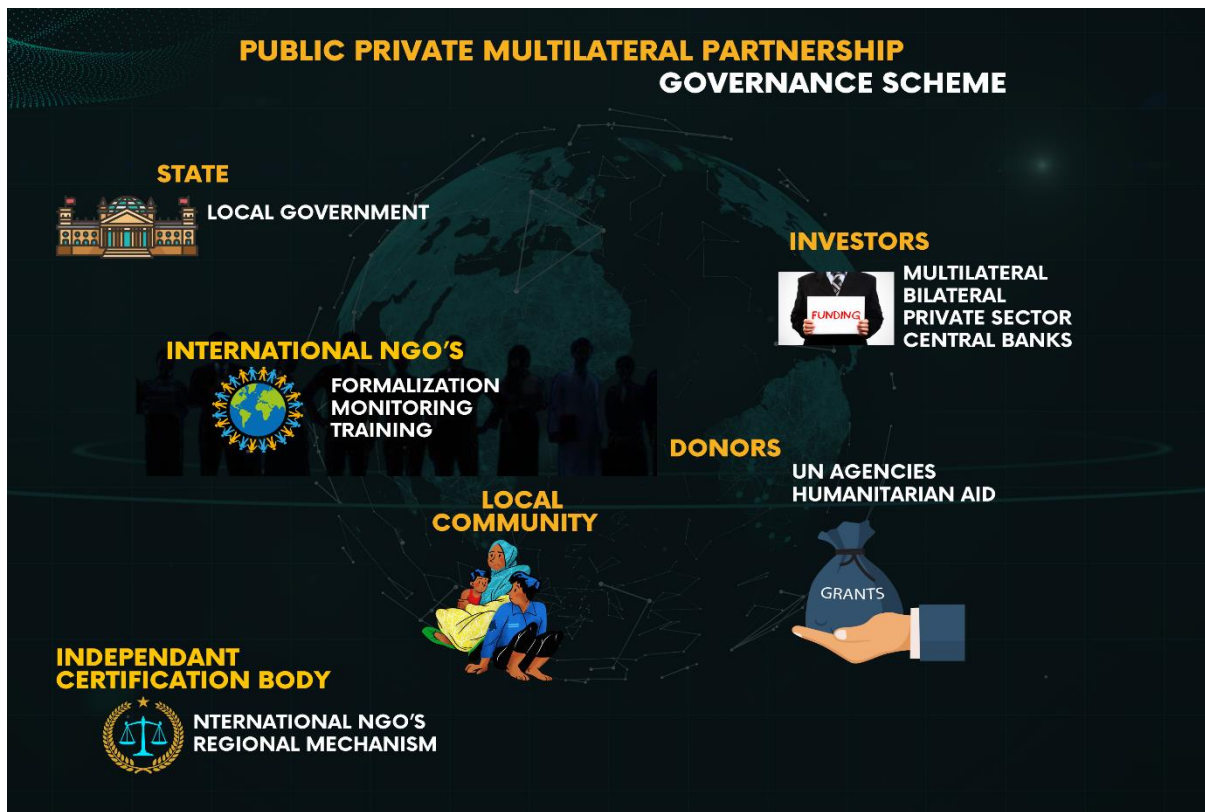 PUBLIC PRIVATE MULTILATERAL PARTNERSHIP
GOVERNANCE SCHEME
STATE
LOCAL GOVERNMENT
INVESTORS
FUNDING
MULTILATERAL
BILATERAL
PRIVATE SECTOR
CENTRAL BANKS
INTERNATIONAL NGO'S
FORMALIZATION
MONITORING
TRAINING
DONORS
UN AGENCIES
HUMANITARIAN AID
GRANTS
LOCAL
COMMUNITY
INDEPENDANT
CERTIFICATION BODY
NTERNATIONAL NGO'S
REGIONAL MECHANISM